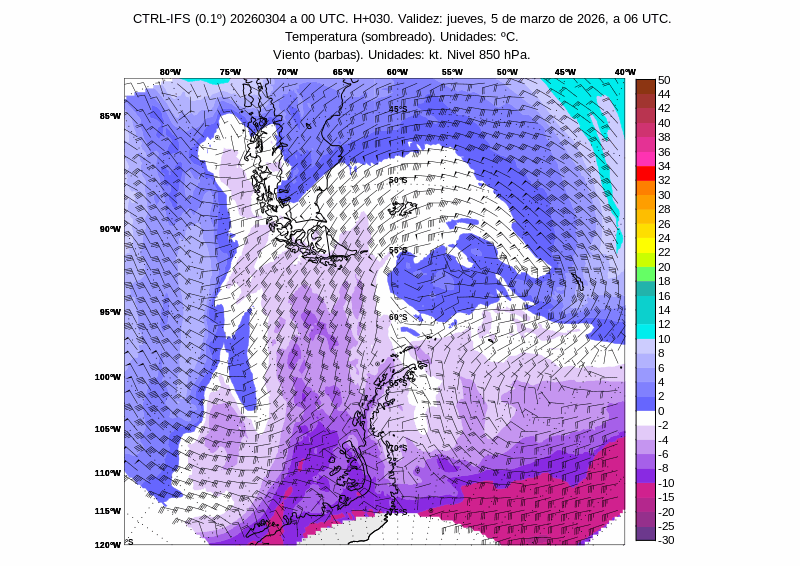 CTRL-IFS (0.1º) 20260304 a 00 UTC. H+030. Validez: jueves, 5 de marzo de 2026, a 06 UTC.
Temperatura (sombreado). Unidades: ºC.
Viento (barbas). Unidades: kt. Nivel 850 hPa.
80ºW 75ºW 70ºW 65ºW 60ºW 55ºW 50ºW 45ºW 40ºW
85ºW
90ºW
95ºW
100ºW
105ºW
110ºW
115ºW
120ºW
45ºS
50ºS
55ºS
60ºS
65ºS
70ºS
75ºS
ºS
50
44
42
40
38
36
34
32
30
28
26
24
22
20
18
16
14
12
10
8
6
4
2
0
-2
-4
-6
-8
-10
-15
-20
-25
-30